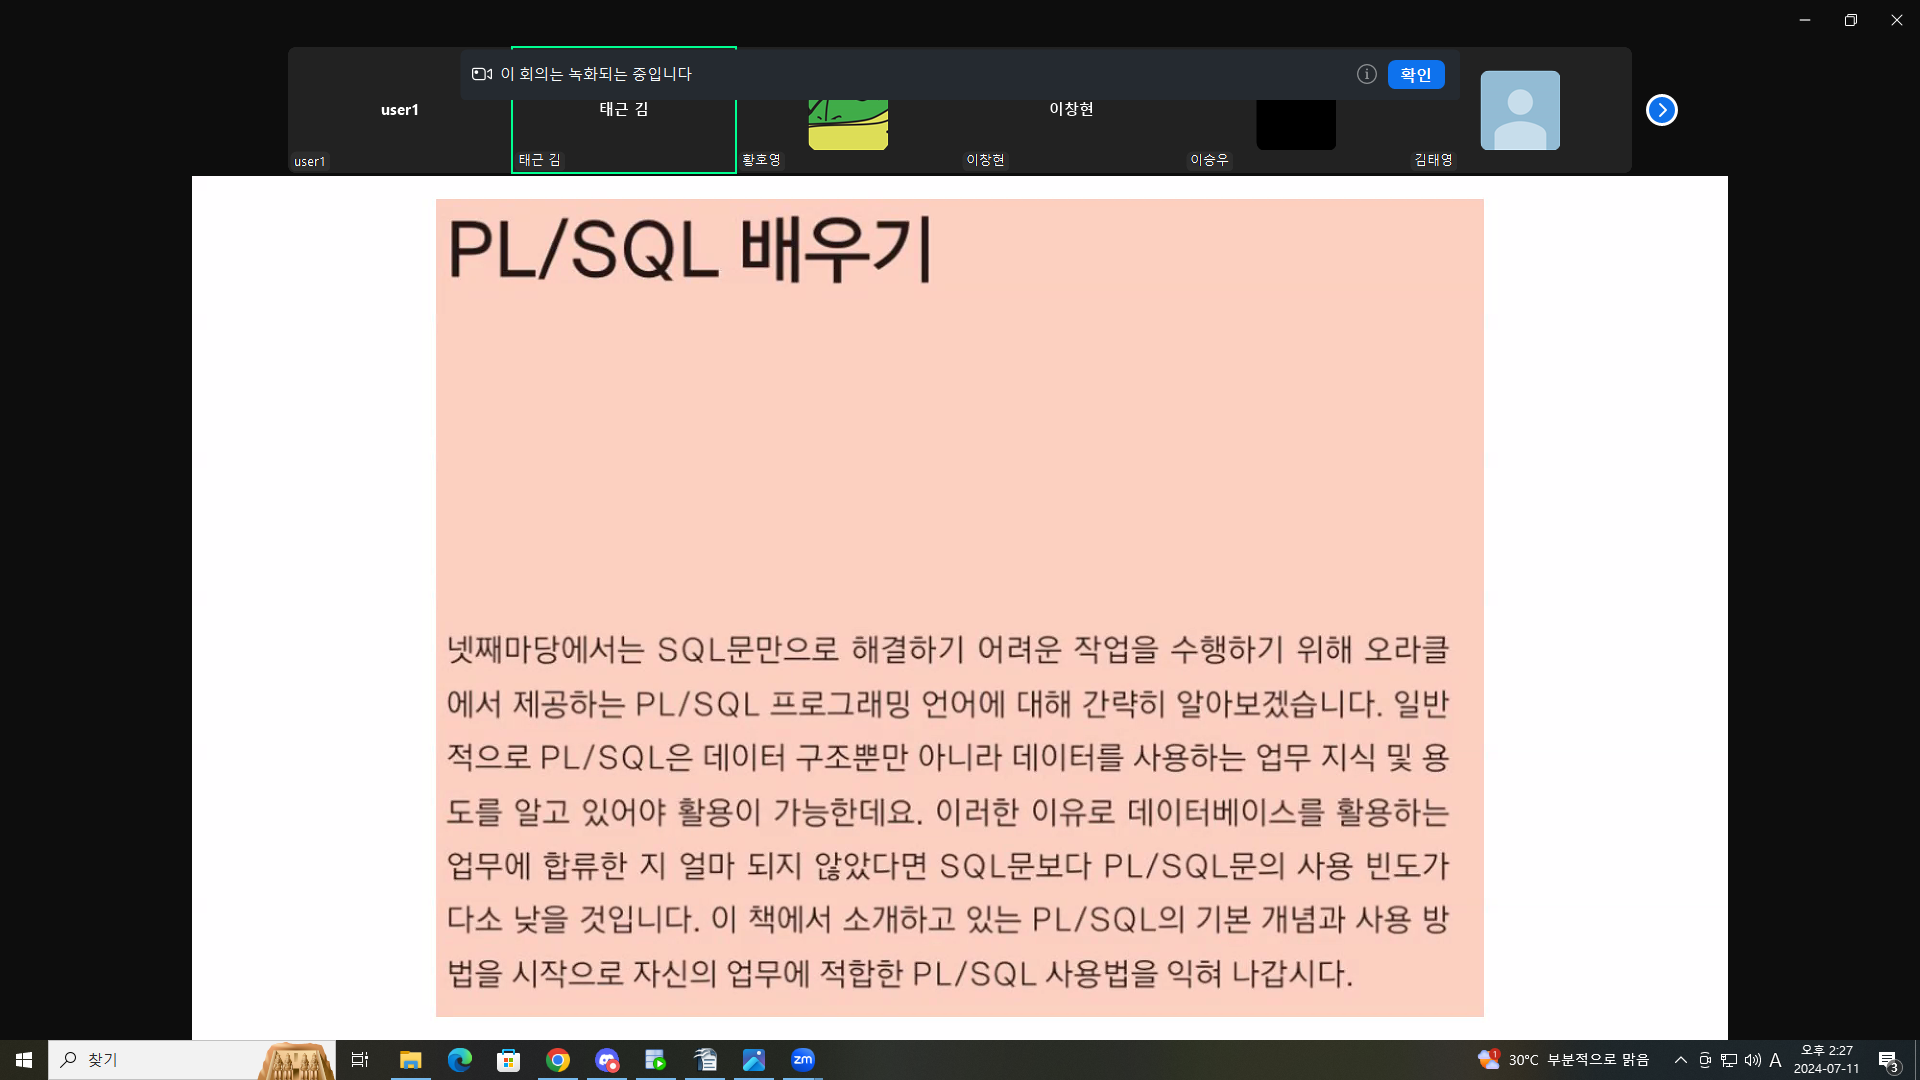 이 회의는 녹화되는 중입니다
확인
user1
태근 김
이창현
user1
태근 김
황호영
이창현
이승우
김태영
PL/SQL 배우기
넷째마당에서는 SQL문만으로 해결하기 어려운 작업을 수행하기 위해 오라클
에서 제공하는 PL/SQL 프로그래밍 언어에 대해 간략히 알아보겠습니다. 일반
적으로 PL/SQL은 데이터 구조뿐만 아니라 데이터를 사용하는 업무 지식 및 용
도를 알고 있어야 활용이 가능한데요. 이러한 이유로 데이터베이스를 활용하는
업무에 합류한 지 얼마 되지 않았다면 SQL문보다 PL/SQL문의 사용 빈도가
다소 낮을 것입니다. 이 책에서 소개하고 있는 PL/SQL의 기본 개념과 사용 방
법을 시작으로 자신의 업무에 적합한 PL/SQL 사용법을 익혀 나갑시다.
찾기
zm
1
30°C 부분적으로 맑음
A
오후 2:27
2024-07-11
3